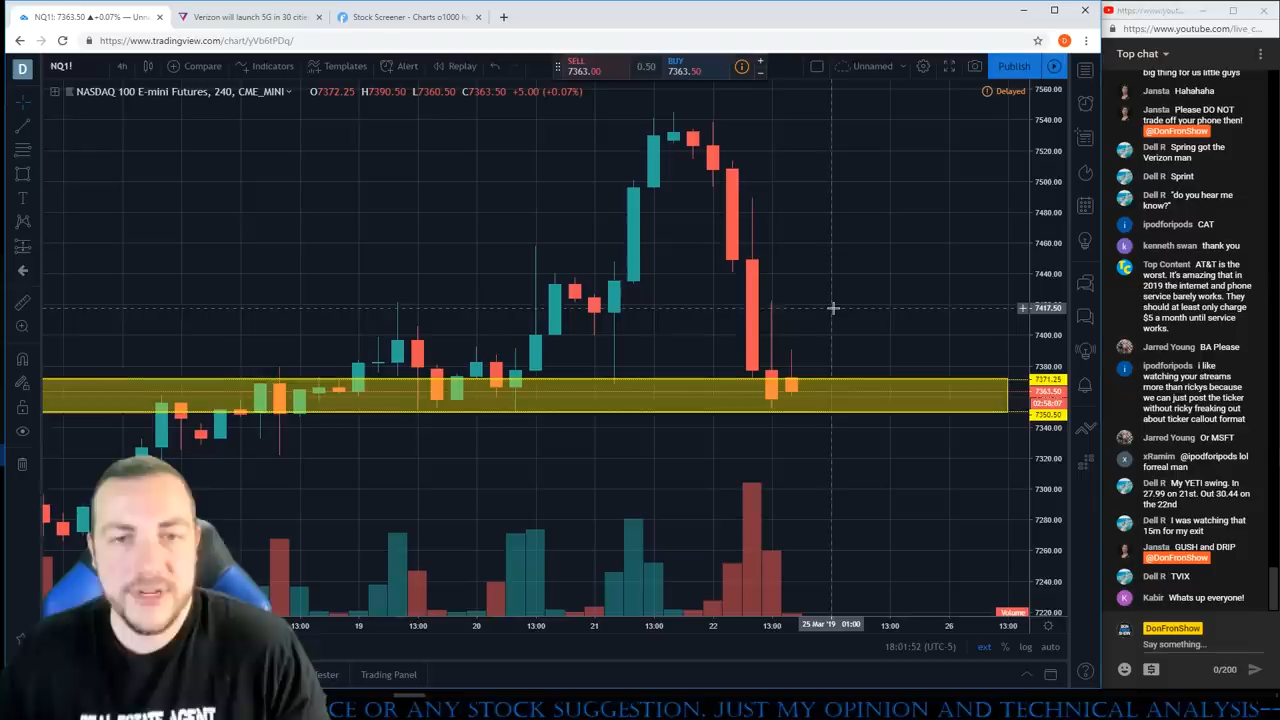 NQ1!: 7363.50 ▲+0.07% — Unna
Verizon will launch 5G in 30 citie
Stock Screener - Charts o1000 h
https://www.youtube.com/live_c...
https://www.tradingview.com/chart/yVb6tPDz/
Top chat
D
NQ1!
4h
Compare
Indicators
Templates
Alert
Replay
SELL
7363.00
0.50
BUY
7363.50
Unnamed
Publish
NASDAQ 100 E-mini Futures, 240, CME_MINI
O7372.25 H7390.50 L7360.50 C7363.50 +5.00 (+0.07%)
Delayed
7560.00
7540.00
7520.00
7500.00
7480.00
7460.00
7440.00
7417.50
7400.00
7380.00
7371.25
7363.50
02:58:07
7350.50
7340.00
7320.00
7300.00
7280.00
7260.00
7240.00
7220.00
Volume
13:00
19
13:00
20
13:00
21
13:00
22
13:00
25 Mar '19 01:00
13:00
26
13:00
18:01:52 (UTC-5)
ext
%
log
auto
Trading Panel
big thing for us little guys
Jansta Hahahaha
Jansta Please DO NOT
trade off your phone then!
@DonFronShow
Dell R Spring got the
Verizon man
Dell R Sprint
Dell R "do you hear me
know?"
ipodforipods CAT
kenneth swan thank you
Top Content AT&T is the
worst. It's amazing that in
2019 the internet and phone
service barely works. They
should at least only charge
$5 a month until service
works.
Jarred Young BA Please
ipodforipods i like
watching your streams
more than rickys because
we can just post the ticker
without ricky freaking out
about ticker callout format
Jarred Young Or MSFT
xRamim @ipodforipods lol
forreal man
Dell R My YETI swing. In
27.99 on 21st. Out 30.44 on
the 22nd
Dell R I was watching that
15m for my exit
Jansta GUSH and DRIP
@DonFronShow
Dell R TVIX
Kabir Whats up everyone!
DonFronShow
Say something...
0/200
REAL ESTATE AGENT
CE OR ANY STOCK SUGGESTION. JUST MY OPINION AND TECHNICAL ANALYSIS--